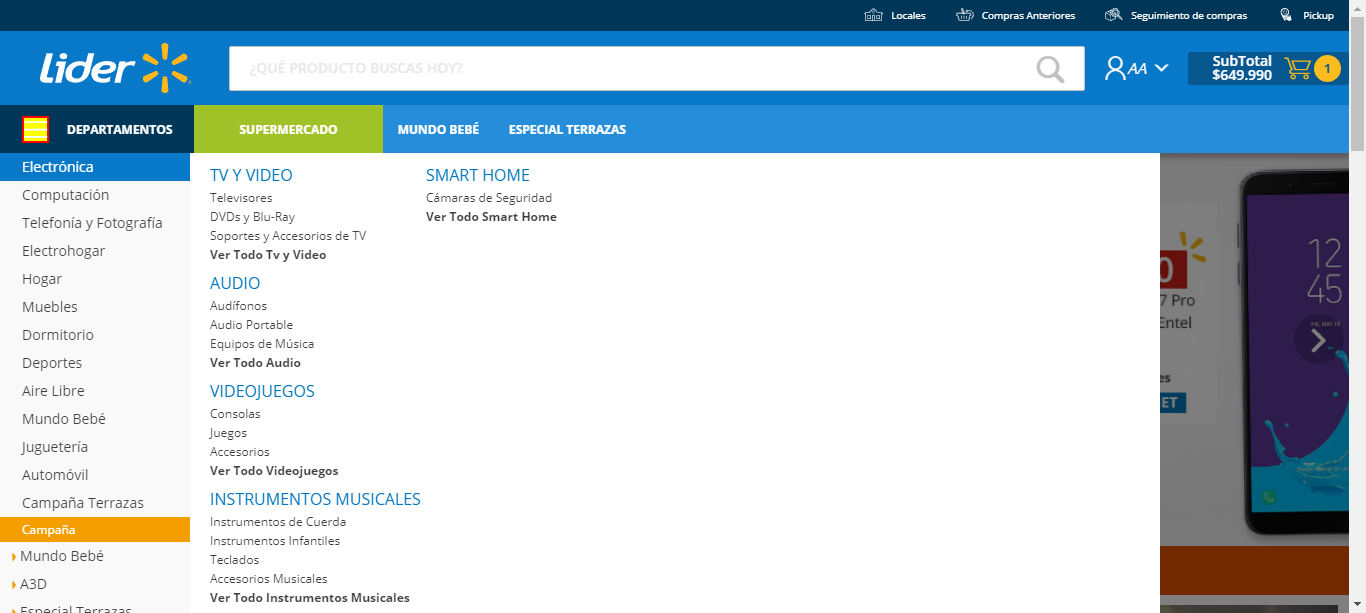 Locales
Compras Anteriores
Seguimiento de compras
Pickup
Lider
¿QUÉ PRODUCTO BUSCAS HOY?
AA
SubTotal
$649.990
1
DEPARTAMENTOS
SUPERMERCADO
MUNDO BEBÉ
ESPECIAL TERRAZAS
Electrónica
Computación
Telefonía y Fotografía
Electrohogar
Hogar
Muebles
Dormitorio
Deportes
Aire Libre
Mundo Bebé
Juguetería
Automóvil
Campaña Terrazas
Campaña
Mundo Bebé
A3D
Especial Terrazas
TV Y VIDEO
Televisores
DVDs y Blu-Ray
Soportes y Accesorios de TV
Ver Todo Tv y Video
AUDIO
Audífonos
Audio Portable
Equipos de Música
Ver Todo Audio
VIDEOJUEGOS
Consolas
Juegos
Accesorios
Ver Todo Videojuegos
INSTRUMENTOS MUSICALES
Instrumentos de Cuerda
Instrumentos Infantiles
Teclados
Accesorios Musicales
Ver Todo Instrumentos Musicales
SMART HOME
Cámaras de Seguridad
Ver Todo Smart Home
0
7 Pro
Entel
es
ET
12
45